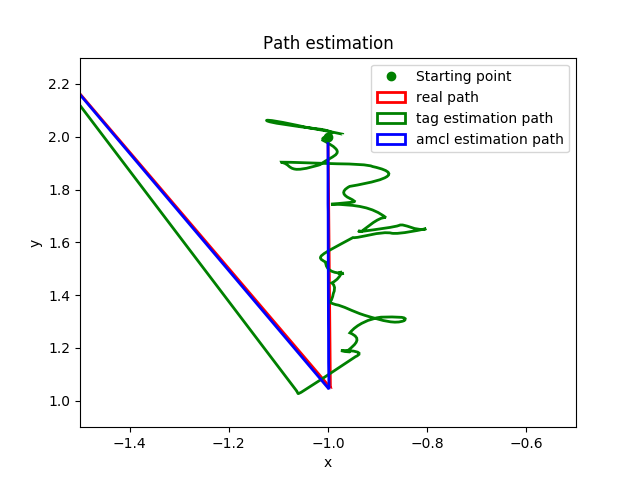 Path estimation
Starting point
real path
tag estimation path
amcl estimation path
2.2
2.0
1.8
1.6
1.4
1.2
1.0
y
−1.4 −1.2 −1.0 −0.8 −0.6
x